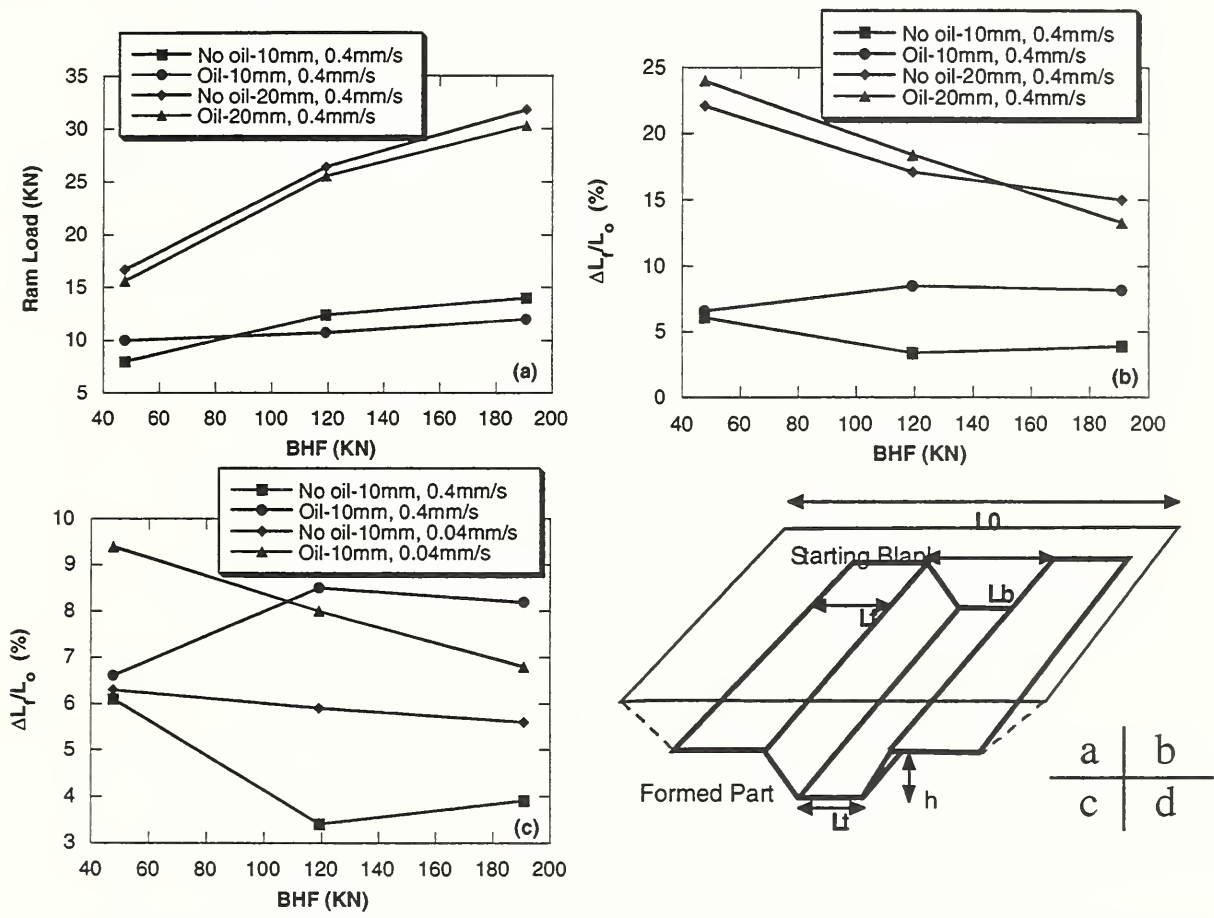 No oil-10mm, 0.4mm/s
Oil-10mm, 0.4mm/s
No oil-20mm, 0.4mm/s
Oil-20mm, 0.4mm/s
35
30
25
20
15
10
5
Ram Load (KN)
(a)
40 60 80 100 120 140 160 180 200
BHF (KN)
No oil-10mm, 0.4mm/s
Oil-10mm, 0.4mm/s
No oil-20mm, 0.4mm/s
Oil-20mm, 0.4mm/s
25
20
15
10
5
0
ΔLf/Lo (%)
(b)
40 60 80 100 120 140 160 180 200
BHF (KN)
No oil-10mm, 0.4mm/s
Oil-10mm, 0.4mm/s
No oil-10mm, 0.04mm/s
Oil-10mm, 0.04mm/s
10
9
8
7
6
5
4
3
ΔLf/Lo (%)
(c)
40 60 80 100 120 140 160 180 200
BHF (KN)
L0
Starting Blank
Lb
Lf
Formed Part
h
Lt
a b
c d